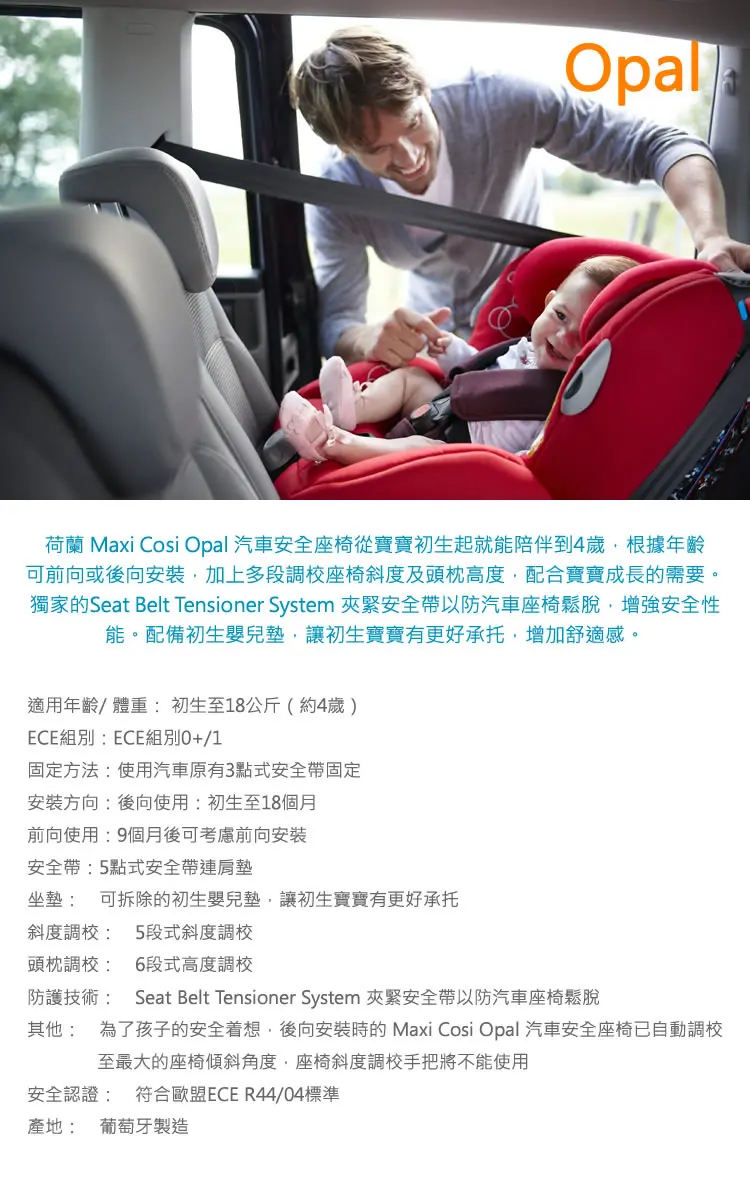 Opal
荷蘭 Maxi Cosi Opal 汽車安全座椅從寶寶初生起就能陪伴到4歲，根據年齡
可前向或後向安裝，加上多段調校座椅斜度及頭枕高度，配合寶寶成長的需要。
獨家的Seat Belt Tensioner System 夾緊安全帶以防汽車座椅鬆脫，增強安全性
能。配備初生嬰兒墊，讓初生寶寶有更好承托，增加舒適感。
適用年齡/ 體重： 初生至18公斤（約4歲）
ECE組別：ECE組別0+/1
固定方法：使用汽車原有3點式安全帶固定
安裝方向：後向使用：初生至18個月
前向使用：9個月後可考慮前向安裝
安全帶：5點式安全帶連肩墊
坐墊： 可拆除的初生嬰兒墊，讓初生寶寶有更好承托
斜度調校： 5段式斜度調校
頭枕調校： 6段式高度調校
防護技術： Seat Belt Tensioner System 夾緊安全帶以防汽車座椅鬆脫
其他： 為了孩子的安全着想，後向安裝時的 Maxi Cosi Opal 汽車安全座椅已自動調校
至最大的座椅傾斜角度，座椅斜度調校手把將不能使用
安全認證： 符合歐盟ECE R44/04標準
產地： 葡萄牙製造